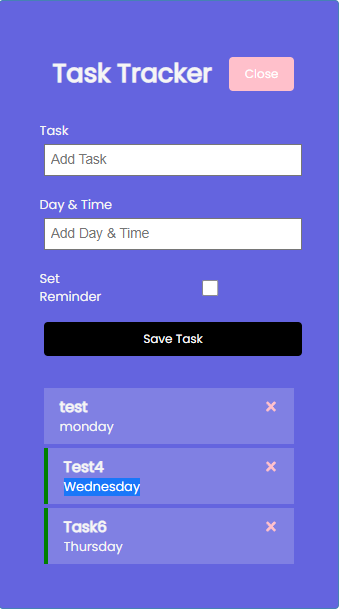 Task Tracker
Close
Task
Add Task
Day & Time
Add Day & Time
Set
Reminder
Save Task
test
monday
Test4
Wednesday
Task6
Thursday